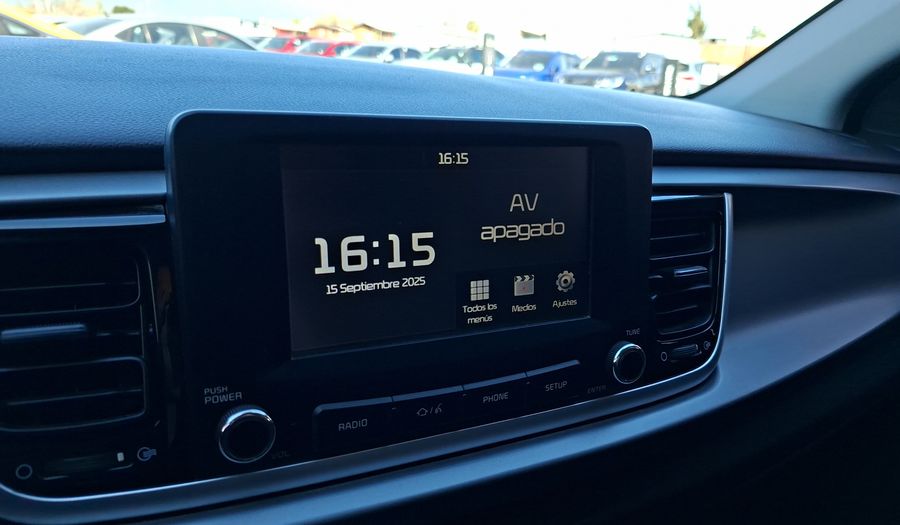 16:15
16:15
15 Septiembre 2025
AV
apagado
Todos los
menús
Medios
Ajustes
TUNE
PUSH
POWER
VOL
RADIO
PHONE
SETUP
ENTER